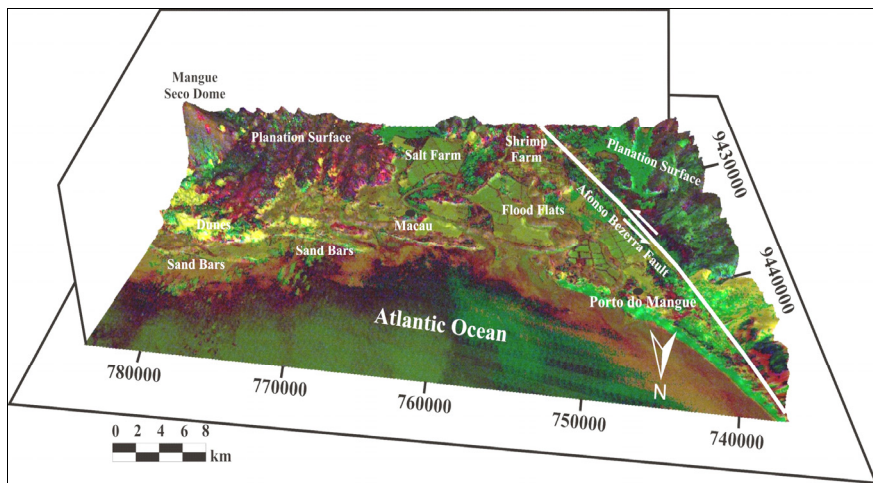 Mangue
Seco Dome
Planation Surface
Salt Farm
Shrimp
Farm
Planation Surface
9430000
Dunes
Macau
Flood Flats
Afonso Bezerra Fault
Sand Bars
Sand Bars
9440000
Porto do Mangue
Atlantic Ocean
N
780000
770000
760000
750000
740000
0 2 4 6 8
km